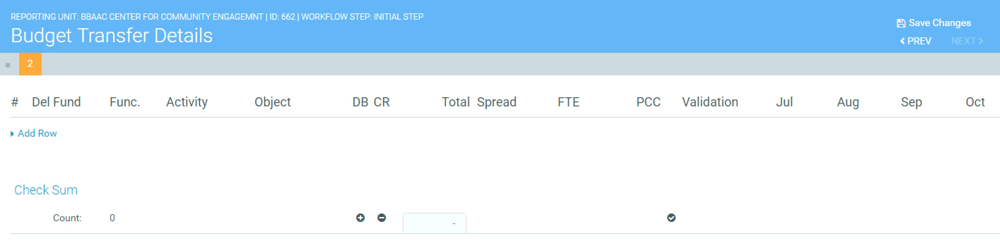 REPORTING UNIT: BBAAC CENTER FOR COMMUNITY ENGAGEMNT | ID: 662 | WORKFLOW STEP: INITIAL STEP
Budget Transfer Details
Save Changes
PREV NEXT
2
# Del Fund Func. Activity Object DB CR Total Spread FTE PCC Validation Jul Aug Sep Oct
Add Row
Check Sum
Count: 0 -